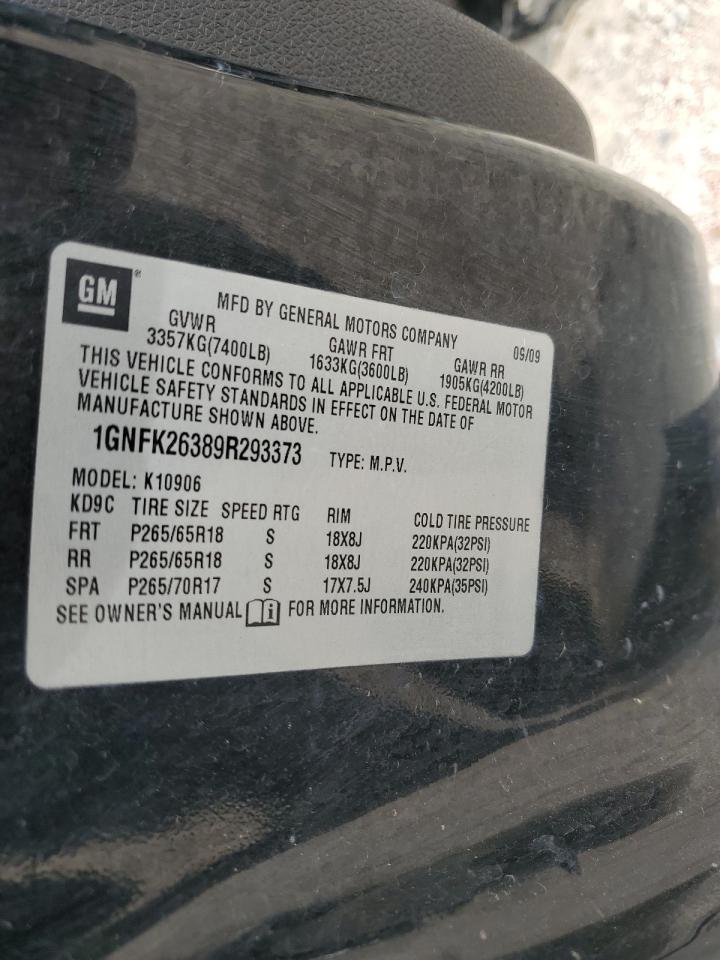 GM®
MFD BY GENERAL MOTORS COMPANY 09/09
GVWR GAWR FRT GAWR RR
3357KG(7400LB) 1633KG(3600LB) 1905KG(4200LB)
THIS VEHICLE CONFORMS TO ALL APPLICABLE U.S. FEDERAL MOTOR
VEHICLE SAFETY STANDARDS IN EFFECT ON THE DATE OF
MANUFACTURE SHOWN ABOVE.
1GNFK26389R293373 TYPE: M.P.V.
MODEL: K10906
KD9C TIRE SIZE SPEED RTG RIM COLD TIRE PRESSURE
FRT P265/65R18 S 18X8J 220KPA(32PSI)
RR P265/65R18 S 18X8J 220KPA(32PSI)
SPA P265/70R17 S 17X7.5J 240KPA(35PSI)
SEE OWNER'S MANUAL i FOR MORE INFORMATION.